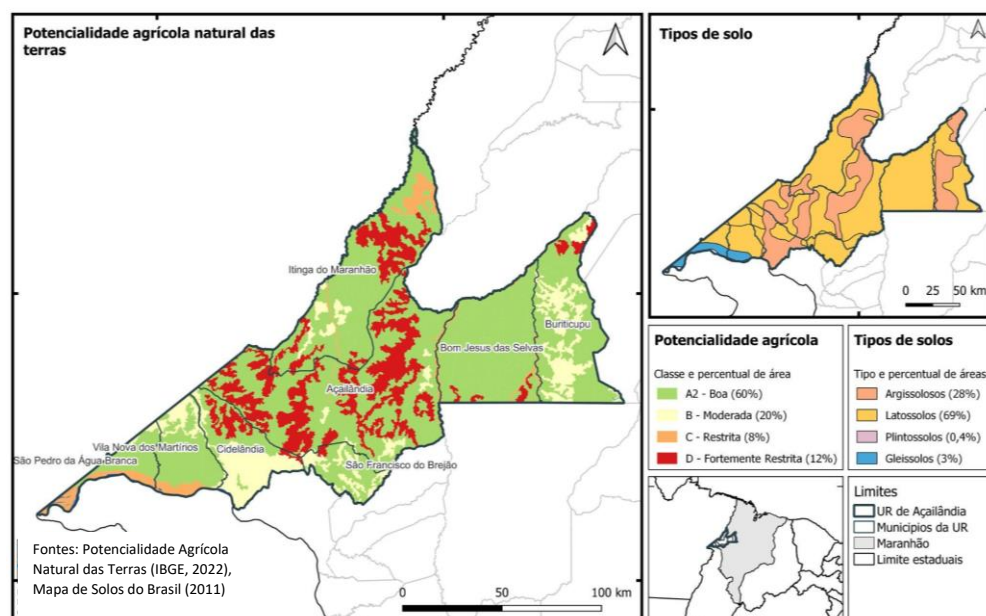 Potencialidade agrícola natural das
terras
Itinga do Maranhão
Buriticupu
Bom Jesus das Selvas
Açailândia
Vila Nova dos Martírios
Cidelândia
São Pedro da Água Branca
São Francisco do Brejão
Fontes: Potencialidade Agrícola
Natural das Terras (IBGE, 2022),
Mapa de Solos do Brasil (2011)
0 50 100 km
Tipos de solo
0 25 50 km
Potencialidade agrícola
Classe e percentual de área
A2 - Boa (60%)
B - Moderada (20%)
C - Restrita (8%)
D - Fortemente Restrita (12%)
Tipos de solos
Tipo e percentual de áreas
Argissolosos (28%)
Latossolos (69%)
Plintossolos (0,4%)
Gleissolos (3%)
Limites
UR de Açailândia
Municipios da UR
Maranhão
Limite estaduais